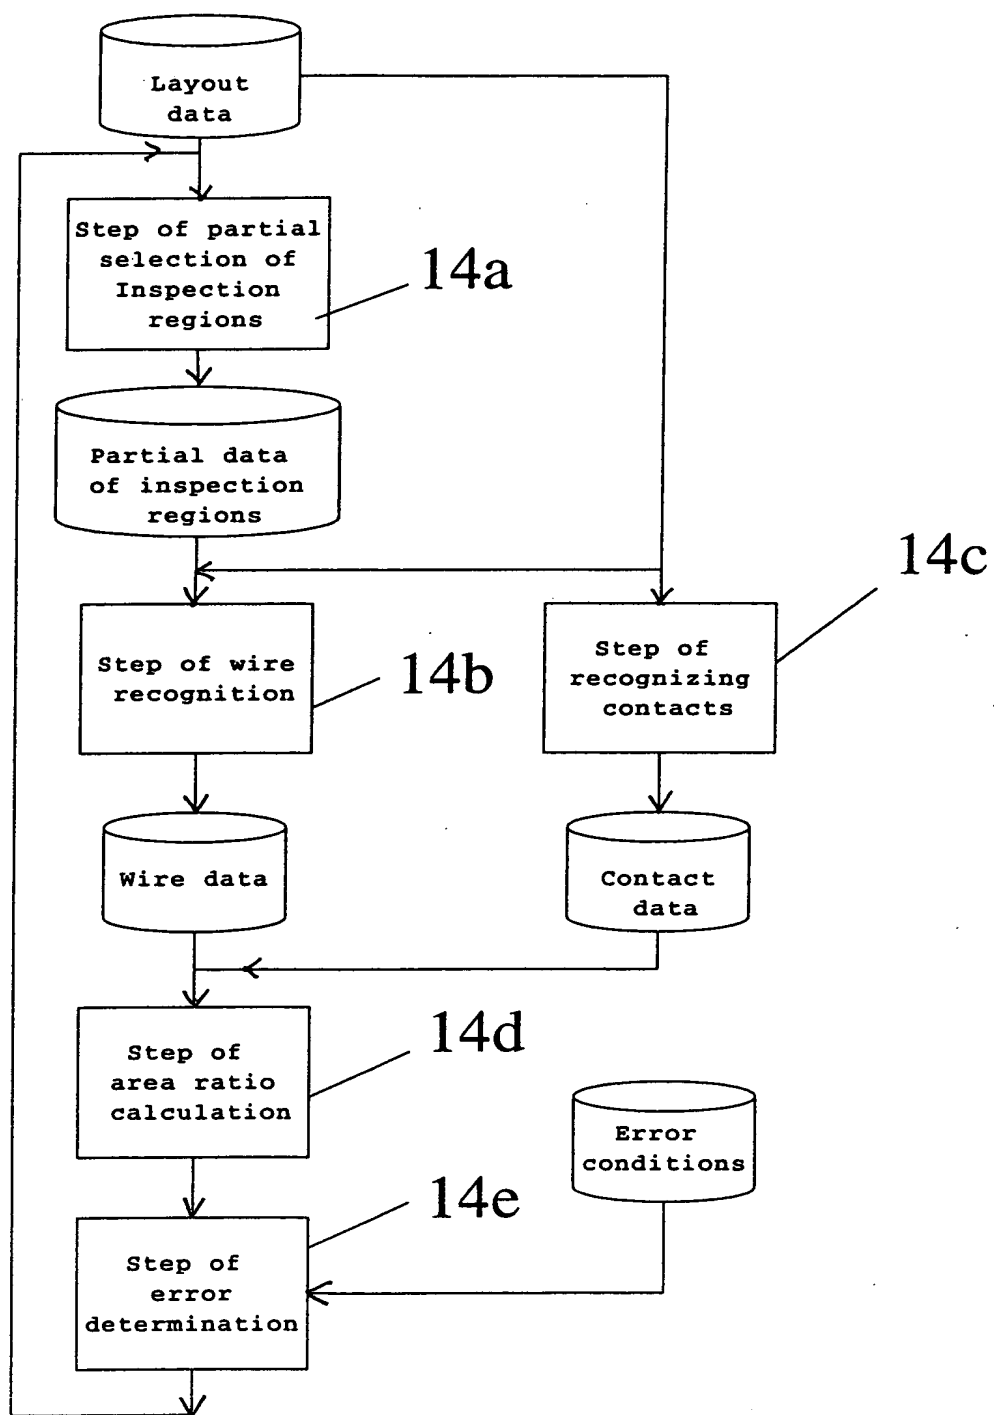 Layout
data
Step of partial
selection of
Inspection
regions
14a
Partial data
of inspection
regions
14c
Step of wire
recognition
14b
Step of
recognizing
contacts
Wire data
Contact
data
Step of
area ratio
calculation
14d
Error
conditions
14e
Step of
error
determination